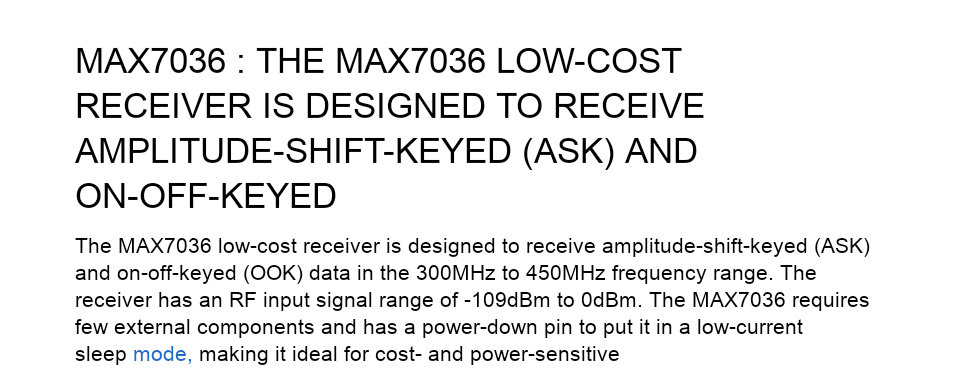 MAX7036 : THE MAX7036 LOW-COST
RECEIVER IS DESIGNED TO RECEIVE
AMPLITUDE-SHIFT-KEYED (ASK) AND
ON-OFF-KEYED
The MAX7036 low-cost receiver is designed to receive amplitude-shift-keyed (ASK)
and on-off-keyed (OOK) data in the 300MHz to 450MHz frequency range. The
receiver has an RF input signal range of -109dBm to 0dBm. The MAX7036 requires
few external components and has a power-down pin to put it in a low-current
sleep mode, making it ideal for cost- and power-sensitive